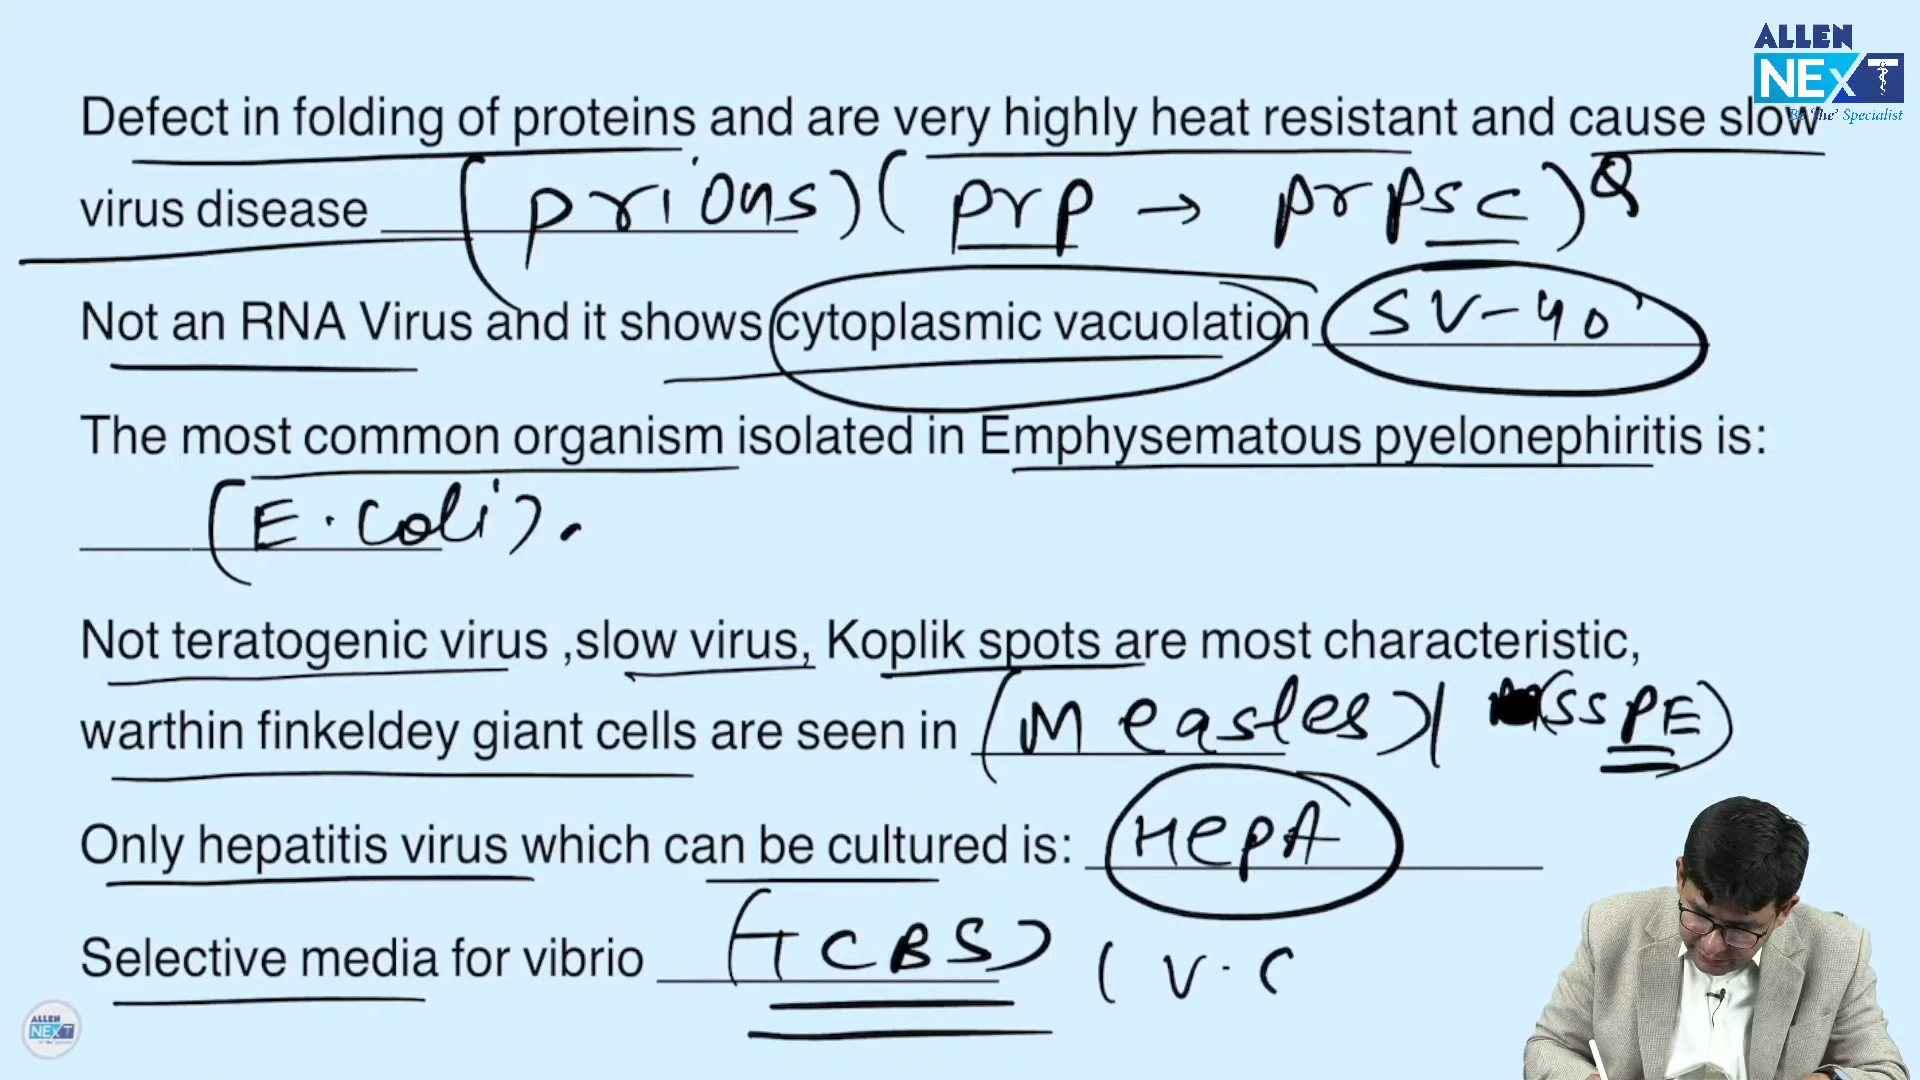 ALLEN
NEXT
Be 'the' Specialist
Defect in folding of proteins and are very highly heat resistant and cause slow
virus disease (prions) (prp → prpsc) Q
Not an RNA Virus and it shows cytoplasmic vacuolation SV-40
The most common organism isolated in Emphysematous pyelonephiritis is:
(E.coli).
Not teratogenic virus ,slow virus, Koplik spots are most characteristic,
warthin finkeldey giant cells are seen in (Measles) (SSPE)
Only hepatitis virus which can be cultured is: HepA
Selective media for vibrio (TCBS) (V.C
ALLEN
NEXT